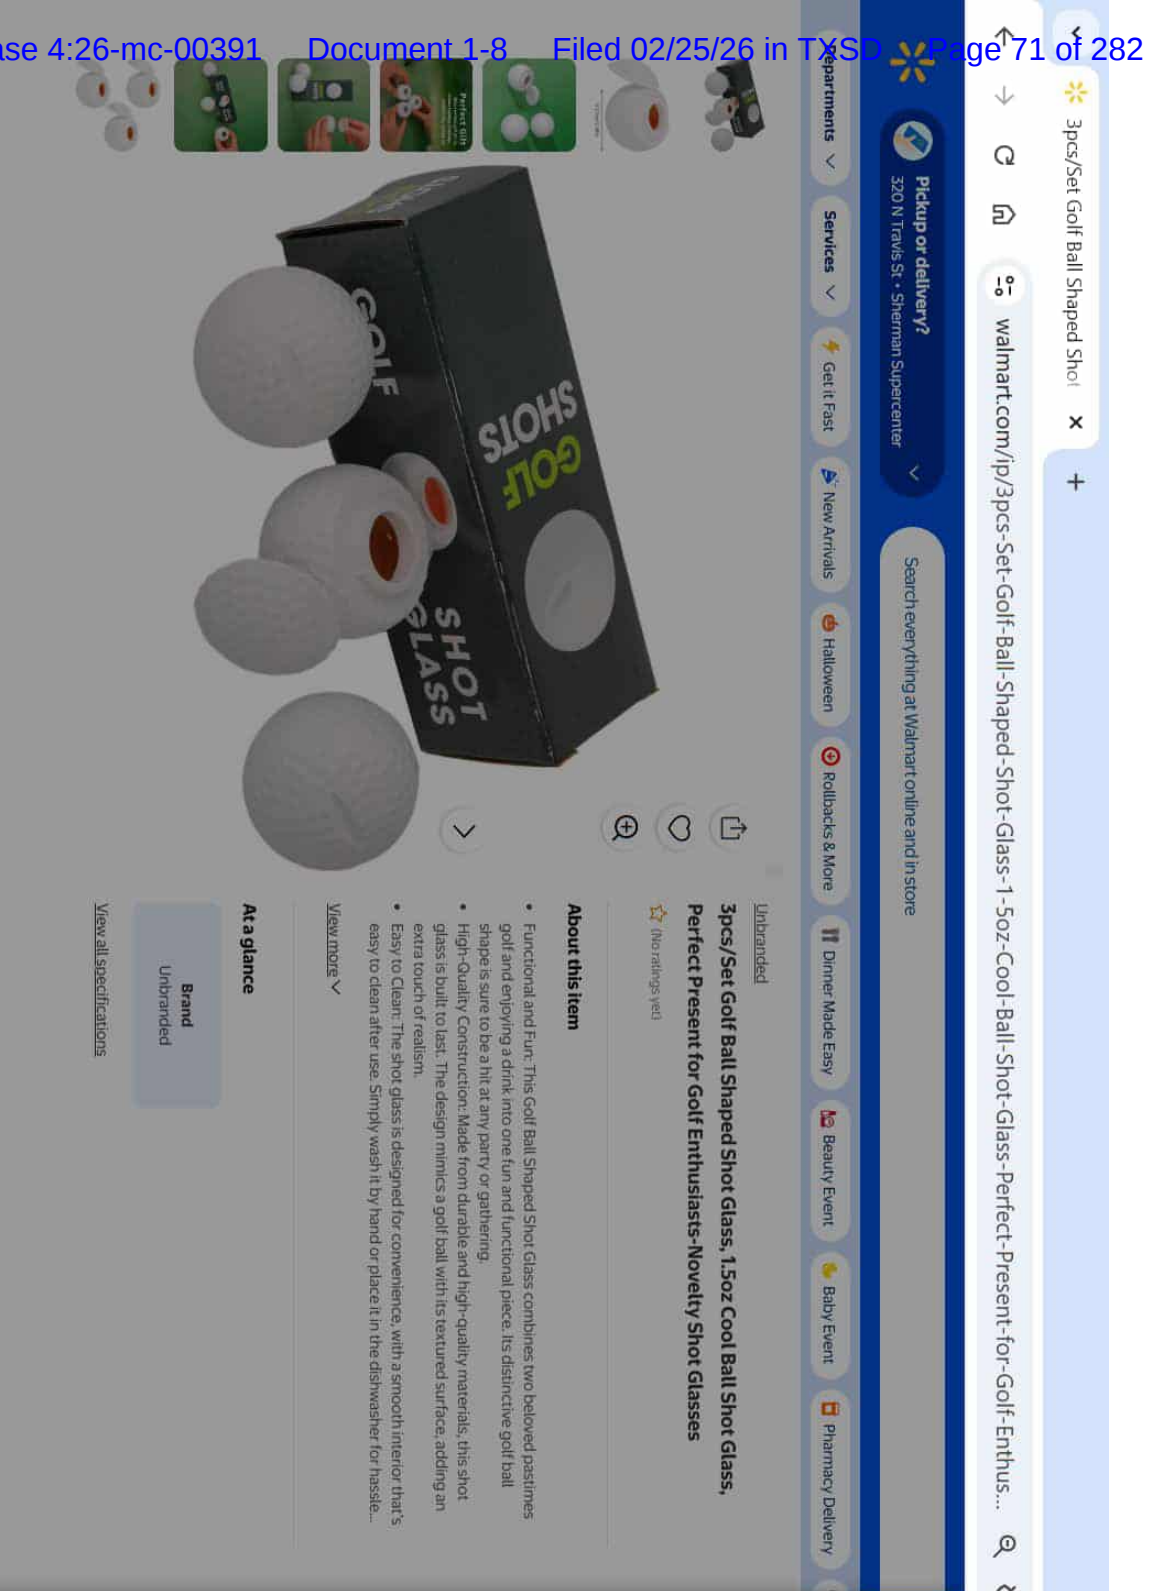 ase 4:26-mc-00391 Document 1-8 Filed 02/25/26 in TXSD Page 71 of 282
3pcs/Set Golf Ball Shaped Shot
walmart.com/ip/3pcs-Set-Golf-Ball-Shaped-Shot-Glass-1-5oz-Cool-Ball-Shot-Glass-Perfect-Present-for-Golf-Enthus...
Pickup or delivery?
320 N Travis St • Sherman Supercenter
Search everything at Walmart online and in store
Departments
Services
Get it Fast
New Arrivals
Halloween
Rollbacks & More
Dinner Made Easy
Beauty Event
Baby Event
Pharmacy Delivery
Perfect Gift
GOLF
SHOTS
GOLF
SHOT
GLASS
Unbranded
3pcs/Set Golf Ball Shaped Shot Glass, 1.5oz Cool Ball Shot Glass,
Perfect Present for Golf Enthusiasts-Novelty Shot Glasses
(No ratings yet)
About this item
• Functional and Fun: This Golf Ball Shaped Shot Glass combines two beloved pastimes
golf and enjoying a drink into one fun and functional piece. Its distinctive golf ball
shape is sure to be a hit at any party or gathering.
• High-Quality Construction: Made from durable and high-quality materials, this shot
glass is built to last. The design mimics a golf ball with its textured surface, adding an
extra touch of realism.
• Easy to Clean: The shot glass is designed for convenience, with a smooth interior that's
easy to clean after use. Simply wash it by hand or place it in the dishwasher for hassle...
View more
At a glance
Brand
Unbranded
View all specifications